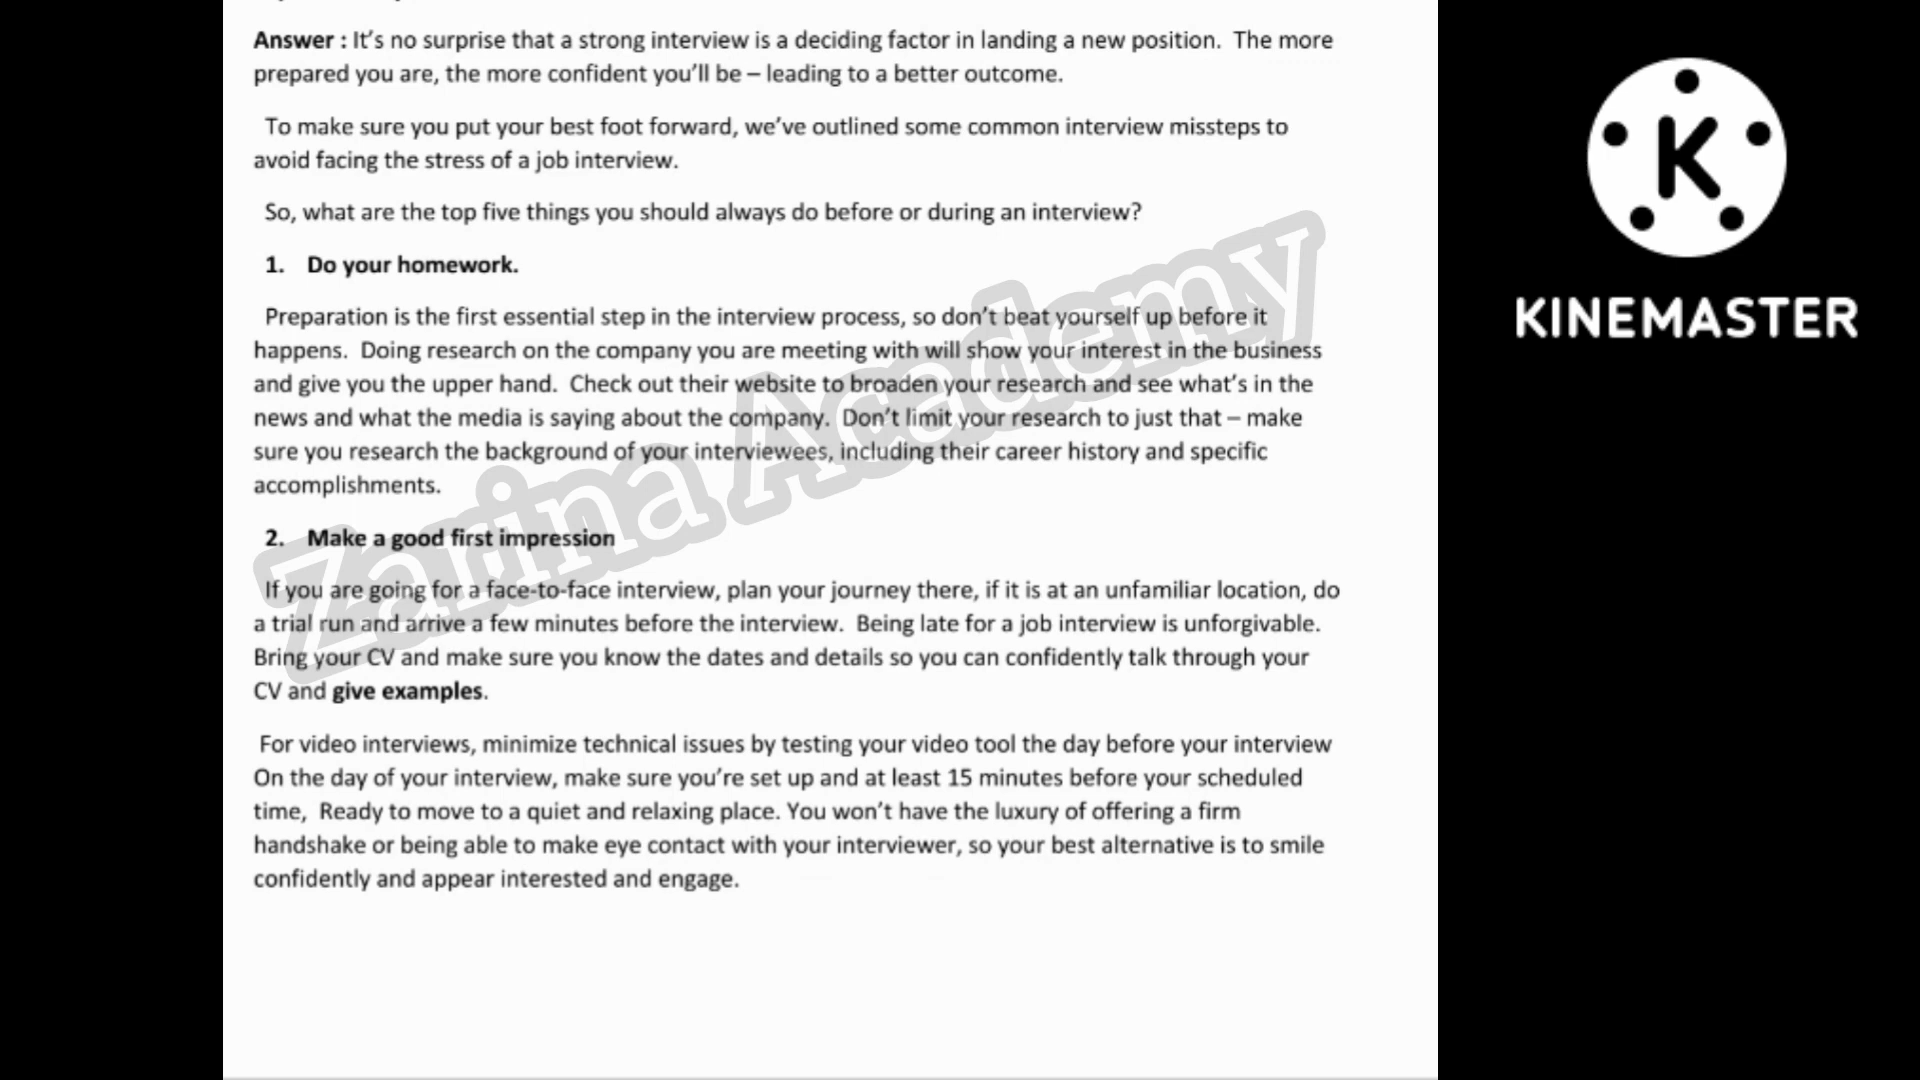 Answer : It's no surprise that a strong interview is a deciding factor in landing a new position.  The more
prepared you are, the more confident you'll be – leading to a better outcome.
To make sure you put your best foot forward, we've outlined some common interview missteps to
avoid facing the stress of a job interview.
So, what are the top five things you should always do before or during an interview?
1.   Do your homework.
Preparation is the first essential step in the interview process, so don't beat yourself up before it
happens.  Doing research on the company you are meeting with will show your interest in the business
and give you the upper hand.  Check out their website to broaden your research and see what's in the
news and what the media is saying about the company.  Don't limit your research to just that – make
sure you research the background of your interviewees, including their career history and specific
accomplishments.
2.   Make a good first impression
If you are going for a face-to-face interview, plan your journey there, if it is at an unfamiliar location, do
a trial run and arrive a few minutes before the interview.  Being late for a job interview is unforgivable.
Bring your CV and make sure you know the dates and details so you can confidently talk through your
CV and give examples.
For video interviews, minimize technical issues by testing your video tool the day before your interview
On the day of your interview, make sure you're set up and at least 15 minutes before your scheduled
time,  Ready to move to a quiet and relaxing place. You won't have the luxury of offering a firm
handshake or being able to make eye contact with your interviewer, so your best alternative is to smile
confidently and appear interested and engage.
Zarina Academy
K
KINEMASTER